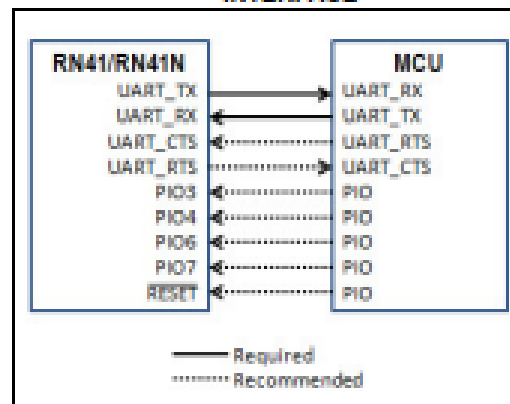 RN41/RN41N MCU
UART_TX UART_RX
UART_RX UART_TX
UART_CTS UART_RTS
UART_RTS UART_CTS
PIO3 PIO
PIO4 PIO
PIO6 PIO
PIO7 PIO
RESET PIO
Required
Recommended